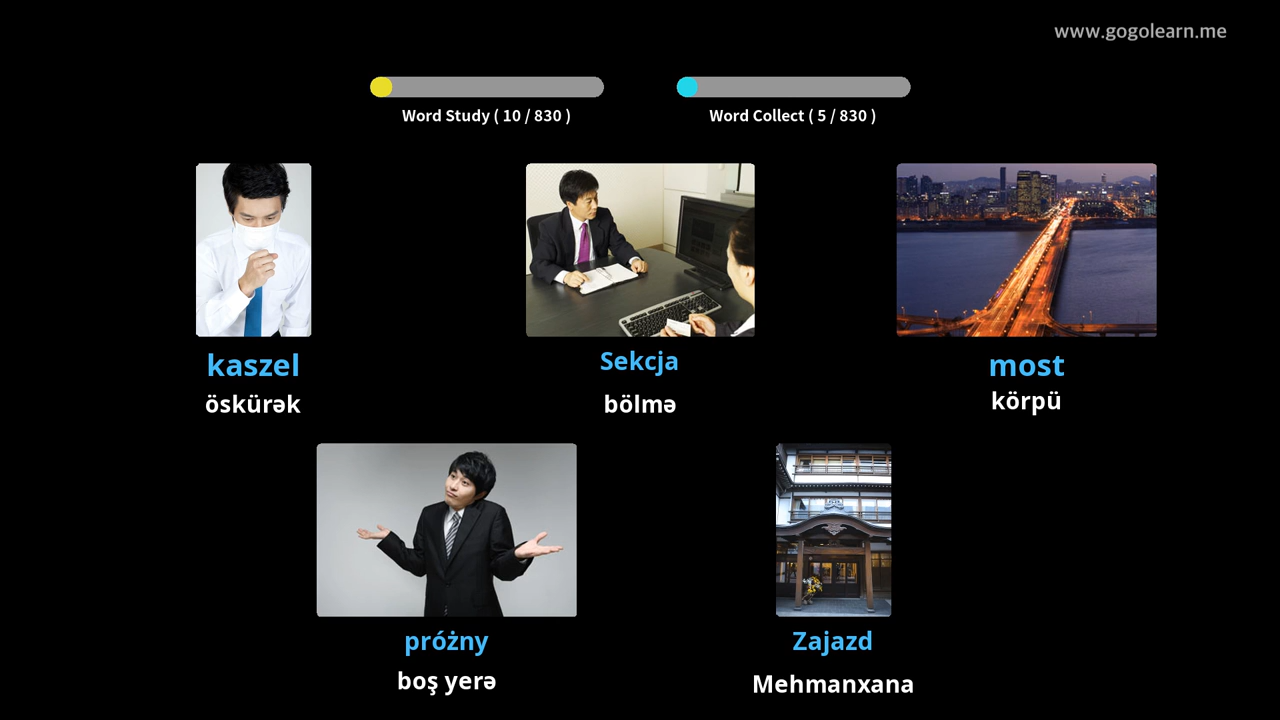 www.gogolearn.me
Word Study ( 10 / 830 )
Word Collect ( 5 / 830 )
kaszel
öskürək
Sekcja
bölmə
most
körpü
próżny
boş yerə
Zajazd
Mehmanxana